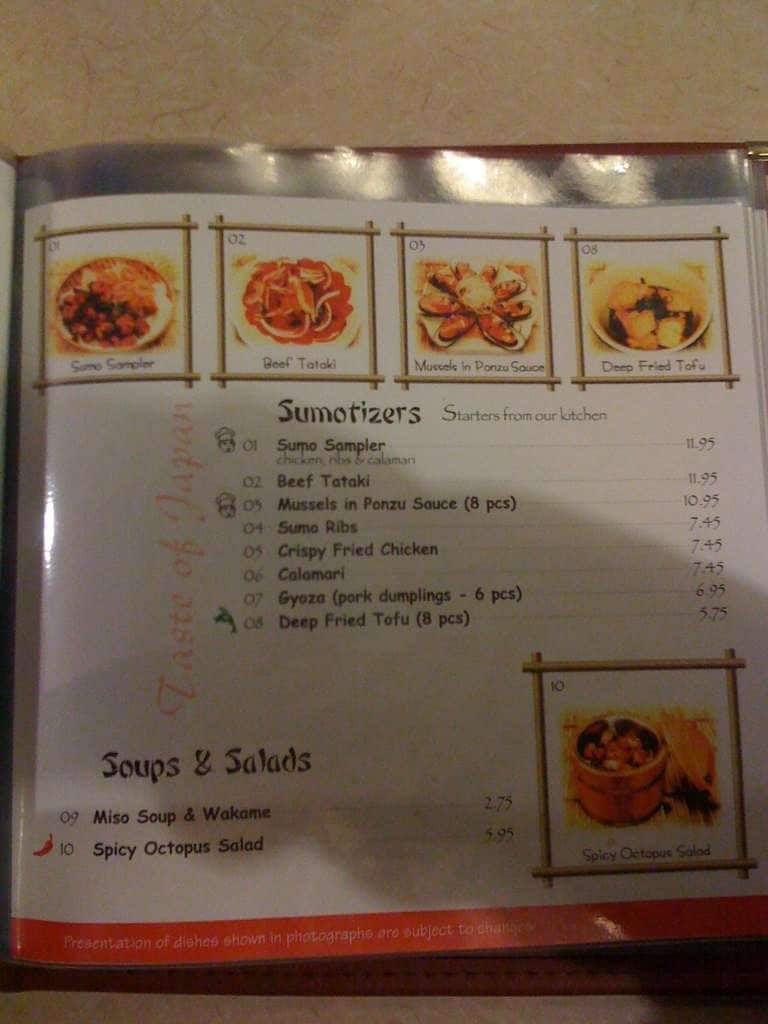 01
Sumo Sampler
02
Beef Tataki
03
Mussels in Ponzu Sauce
08
Deep Fried Tofu
Taste of Japan
Sumotizers Starters from our kitchen
01 Sumo Sampler 11.95
chicken, ribs & calamari
02 Beef Tataki 11.95
03 Mussels in Ponzu Sauce (8 pcs) 10.95
04 Sumo Ribs 7.45
05 Crispy Fried Chicken 7.45
06 Calamari 7.45
07 Gyoza (pork dumplings - 6 pcs) 6.95
08 Deep Fried Tofu (8 pcs) 5.75
10
Spicy Octopus Salad
Soups & Salads
09 Miso Soup & Wakame 2.75
10 Spicy Octopus Salad 5.95
Presentation of dishes shown in photographs are subject to changes